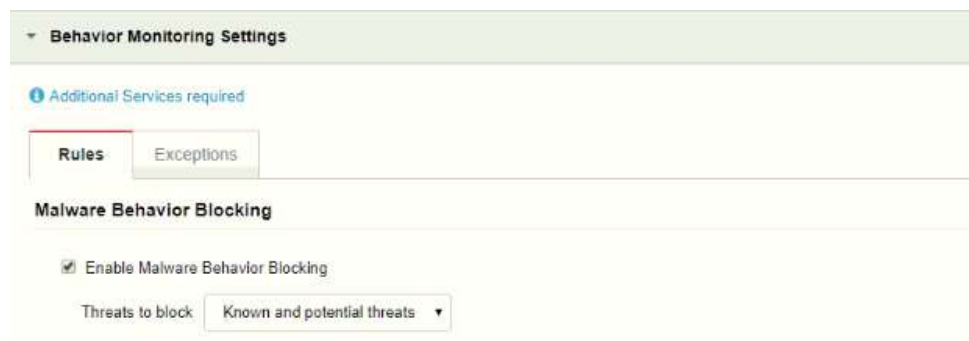 Behavior Monitoring Settings
Additional Services required
Rules Exceptions
Malware Behavior Blocking
Enable Malware Behavior Blocking
Threats to block Known and potential threats